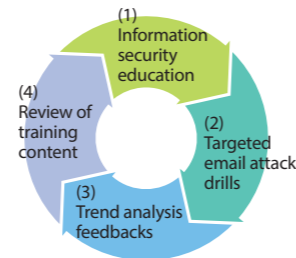 (1)
Information
security
education
(2)
Targeted
email attack
drills
(3)
Trend analysis
feedbacks
(4)
Review of
training
content